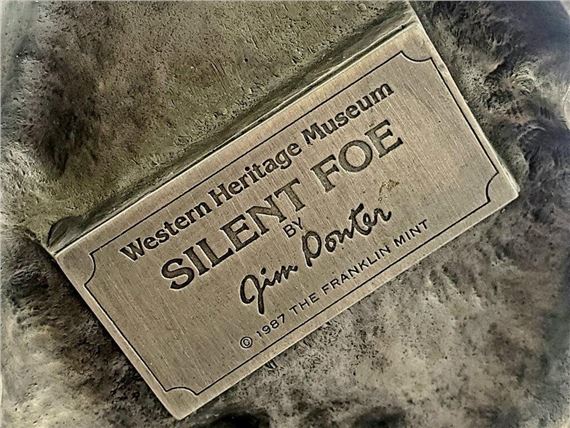 Western Heritage Museum
SILENT FOE
BY
Jim Ponter
© 1987 THE FRANKLIN MINT